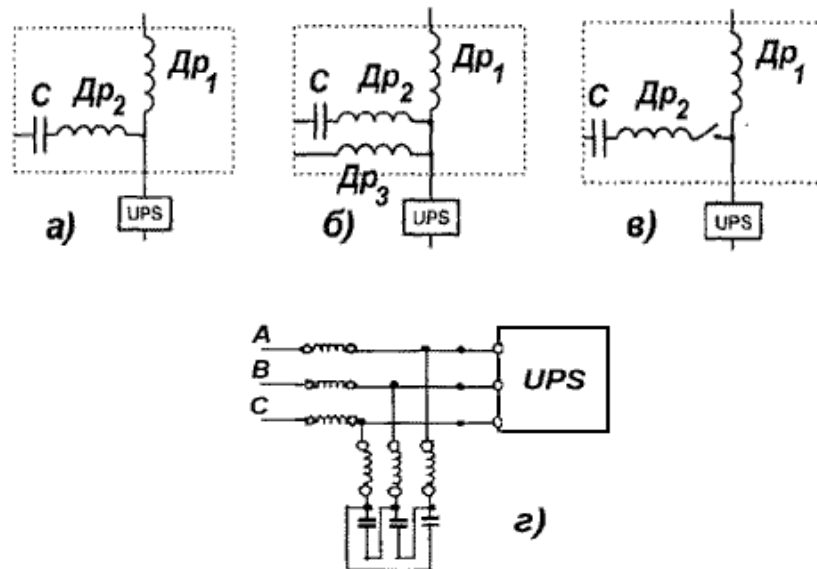 Др₁
C Др₂
UPS
а)
Др₁
C Др₂
Др₃
UPS
б)
Др₁
C Др₂
UPS
в)
A
B
C
UPS
г)